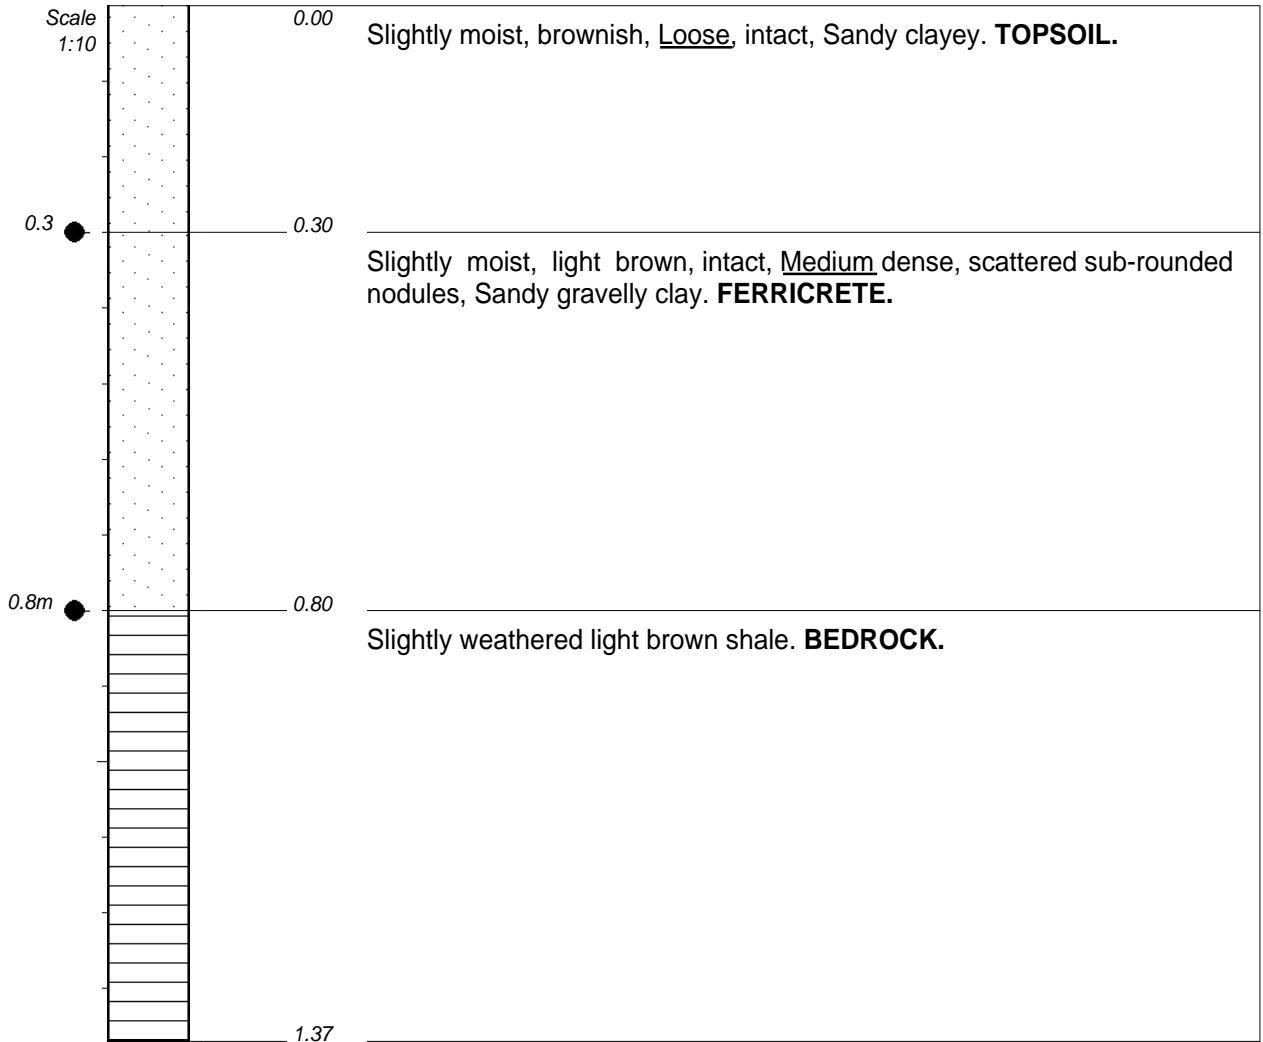 Scale
1:10
0.00
Slightly moist, brownish, Loose, intact, Sandy clayey. TOPSOIL.
0.3
0.30
Slightly moist, light brown, intact, Medium dense, scattered sub-rounded
nodules, Sandy gravelly clay. FERRICRETE.
0.8m
0.80
Slightly weathered light brown shale. BEDROCK.
1.37